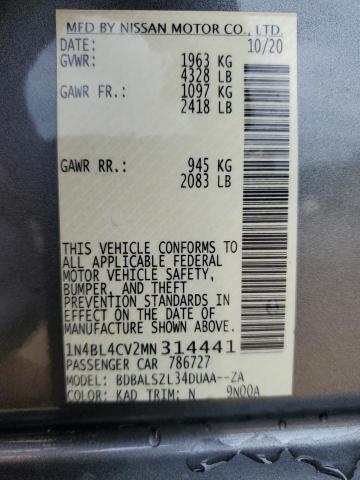 MFD BY NISSAN MOTOR CO., LTD.
DATE: 10/20
GVWR: 1963 KG
4328 LB
GAWR FR.: 1097 KG
2418 LB
GAWR RR.: 945 KG
2083 LB
THIS VEHICLE CONFORMS TO
ALL APPLICABLE FEDERAL
MOTOR VEHICLE SAFETY,
BUMPER, AND THEFT
PREVENTION STANDARDS IN
EFFECT ON THE DATE OF
MANUFACTURE SHOWN ABOVE.
1N4BL4CV2MN314441
PASSENGER CAR 786727
MODEL: BDBALSZL34DUAA--ZA
COLOR: KAD TRIM: N 9N00A